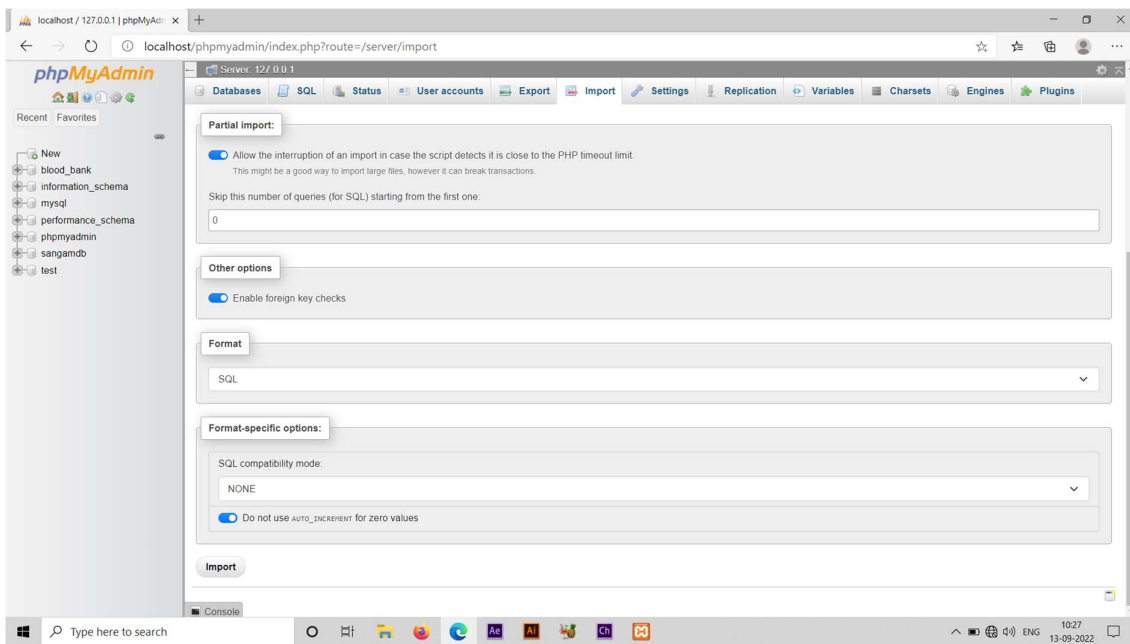 localhost / 127.0.0.1 | phpMyAdn
localhost/phpmyadmin/index.php?route=/server/import
phpMyAdmin
Recent Favorites
New
blood_bank
information_schema
mysql
performance_schema
phpmyadmin
sangamdb
test
Server: 127.0.0.1
Databases SQL Status User accounts Export Import Settings Replication Variables Charsets Engines Plugins
Partial import:
Allow the interruption of an import in case the script detects it is close to the PHP timeout limit.
This might be a good way to import large files, however it can break transactions.
Skip this number of queries (for SQL) starting from the first one:
0
Other options
Enable foreign key checks
Format
SQL
Format-specific options:
SQL compatibility mode:
NONE
Do not use AUTO_INCREMENT for zero values
Import
Console
Type here to search
Ae Ai Ch
ENG
10:27
13-09-2022